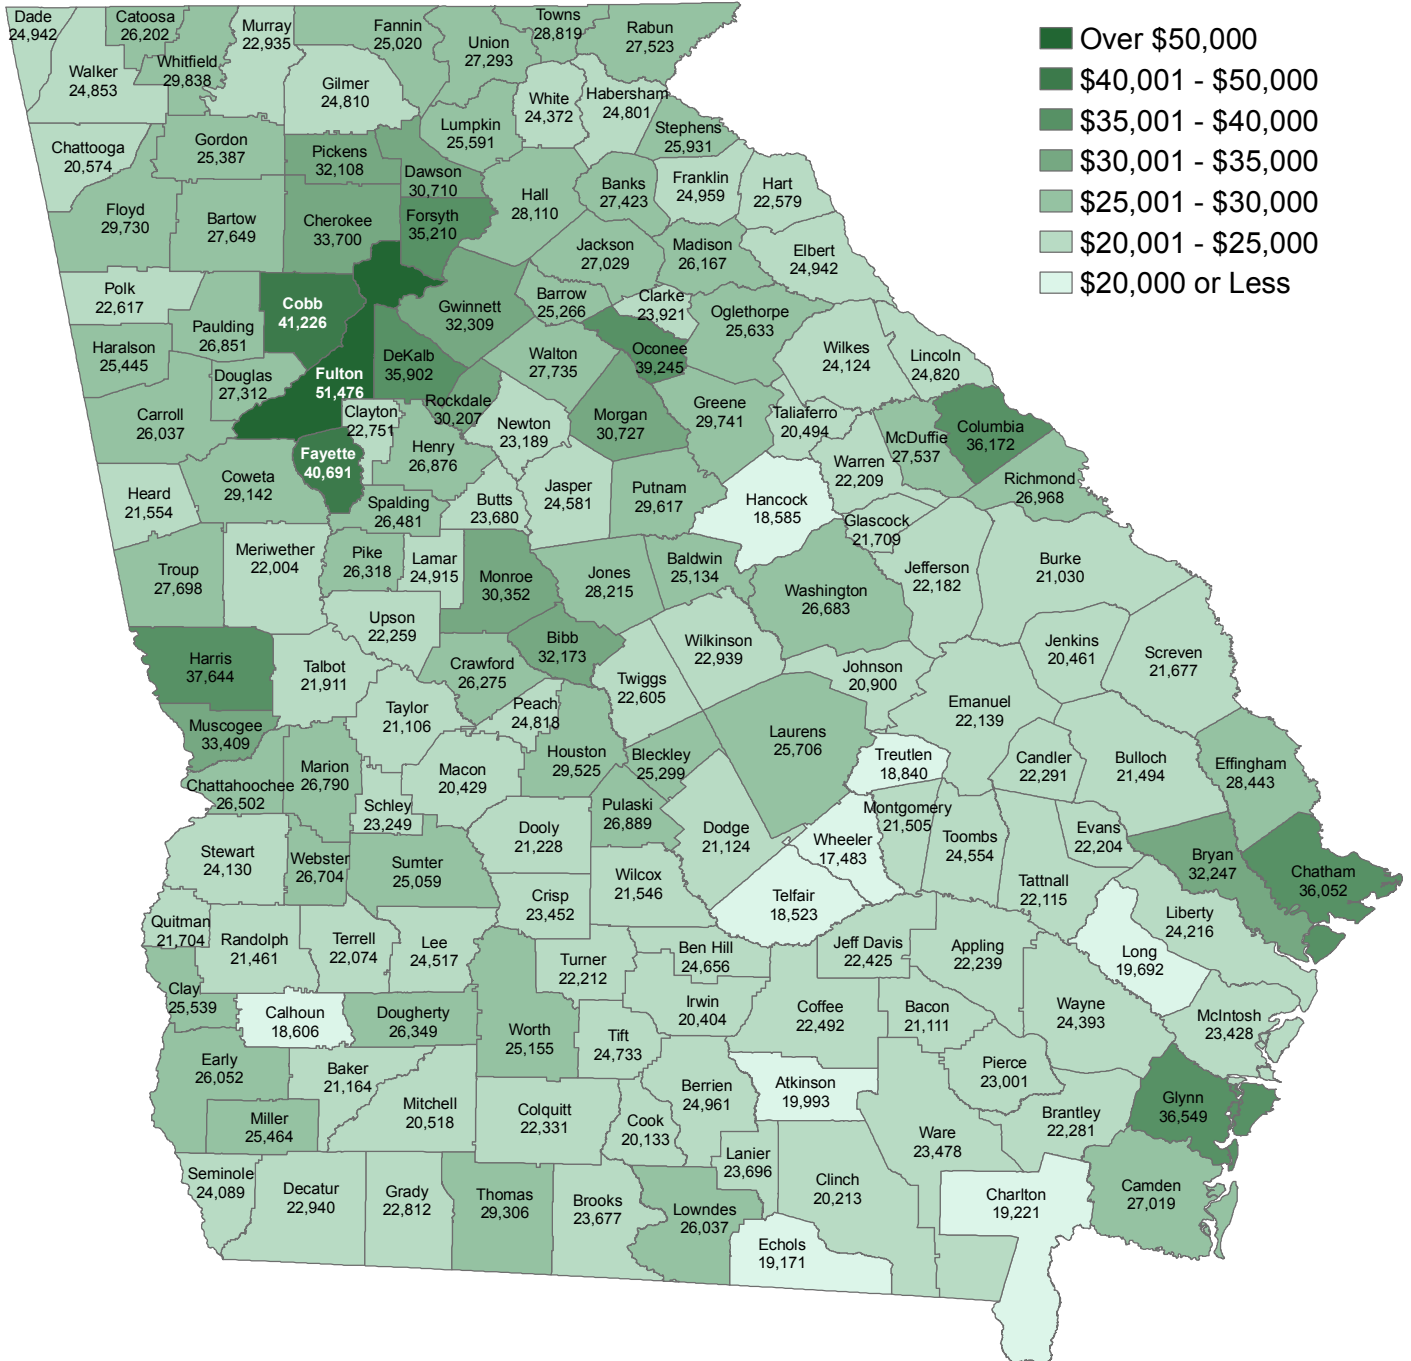 Over $50,000
$40,001 - $50,000
$35,001 - $40,000
$30,001 - $35,000
$25,001 - $30,000
$20,001 - $25,000
$20,000 or Less
Dade
24,942
Catoosa
26,202
Whitfield
29,838
Murray
22,935
Fannin
25,020
Union
27,293
Towns
28,819
Rabun
27,523
Walker
24,853
Gilmer
24,810
White
24,372
Habersham
24,801
Lumpkin
25,591
Stephens
25,931
Chattooga
20,574
Gordon
25,387
Pickens
32,108
Dawson
30,710
Hall
28,110
Banks
27,423
Franklin
24,959
Hart
22,579
Floyd
29,730
Bartow
27,649
Cherokee
33,700
Forsyth
35,210
Jackson
27,029
Madison
26,167
Elbert
24,942
Polk
22,617
Paulding
26,851
Cobb
41,226
Gwinnett
32,309
Barrow
25,266
Clarke
23,921
Oglethorpe
25,633
Haralson
25,445
Douglas
27,312
Fulton
51,476
DeKalb
35,902
Walton
27,735
Oconee
39,245
Wilkes
24,124
Lincoln
24,820
Carroll
26,037
Clayton
22,751
Rockdale
30,207
Newton
23,189
Morgan
30,727
Greene
29,741
Taliaferro
20,494
McDuffie
27,537
Columbia
36,172
Fayette
40,691
Henry
26,876
Warren
22,209
Richmond
26,968
Heard
21,554
Coweta
29,142
Spalding
26,481
Butts
23,680
Jasper
24,581
Putnam
29,617
Hancock
18,585
Glascock
21,709
Troup
27,698
Meriwether
22,004
Pike
26,318
Lamar
24,915
Monroe
30,352
Jones
28,215
Baldwin
25,134
Washington
26,683
Jefferson
22,182
Burke
21,030
Upson
22,259
Bibb
32,173
Wilkinson
22,939
Harris
37,644
Talbot
21,911
Crawford
26,275
Twiggs
22,605
Johnson
20,900
Jenkins
20,461
Screven
21,677
Muscogee
33,409
Taylor
21,106
Peach
24,818
Laurens
25,706
Emanuel
22,139
Chattahoochee
26,502
Marion
26,790
Schley
23,249
Macon
20,429
Houston
29,525
Bleckley
25,299
Treutlen
18,840
Candler
22,291
Bulloch
21,494
Effingham
28,443
Pulaski
26,889
Dodge
21,124
Wheeler
17,483
Montgomery
21,505
Toombs
24,554
Evans
22,204
Bryan
32,247
Chatham
36,052
Stewart
24,130
Webster
26,704
Sumter
25,059
Dooly
21,228
Crisp
23,452
Wilcox
21,546
Telfair
18,523
Tattnall
22,115
Liberty
24,216
Long
19,692
Quitman
21,704
Randolph
21,461
Terrell
22,074
Lee
24,517
Turner
22,212
Ben Hill
24,656
Jeff Davis
22,425
Appling
22,239
Clay
25,539
Calhoun
18,606
Dougherty
26,349
Worth
25,155
Tift
24,733
Irwin
20,404
Coffee
22,492
Bacon
21,111
Wayne
24,393
McIntosh
23,428
Early
26,052
Baker
21,164
Mitchell
20,518
Colquitt
22,331
Cook
20,133
Berrien
24,961
Atkinson
19,993
Pierce
23,001
Brantley
22,281
Glynn
36,549
Miller
25,464
Lanier
23,696
Ware
23,478
Clinch
20,213
Seminole
24,089
Decatur
22,940
Grady
22,812
Thomas
29,306
Brooks
23,677
Lowndes
26,037
Echols
19,171
Charlton
19,221
Camden
27,019